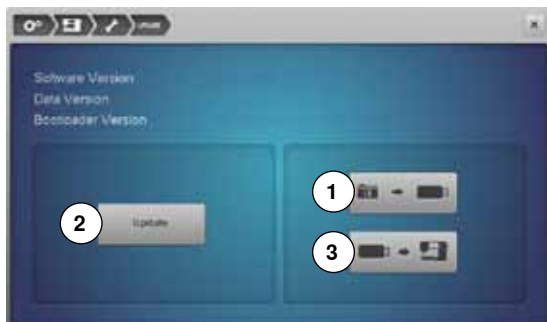 Software Version
Data Version
Bootloader Version
1
2
Update
3